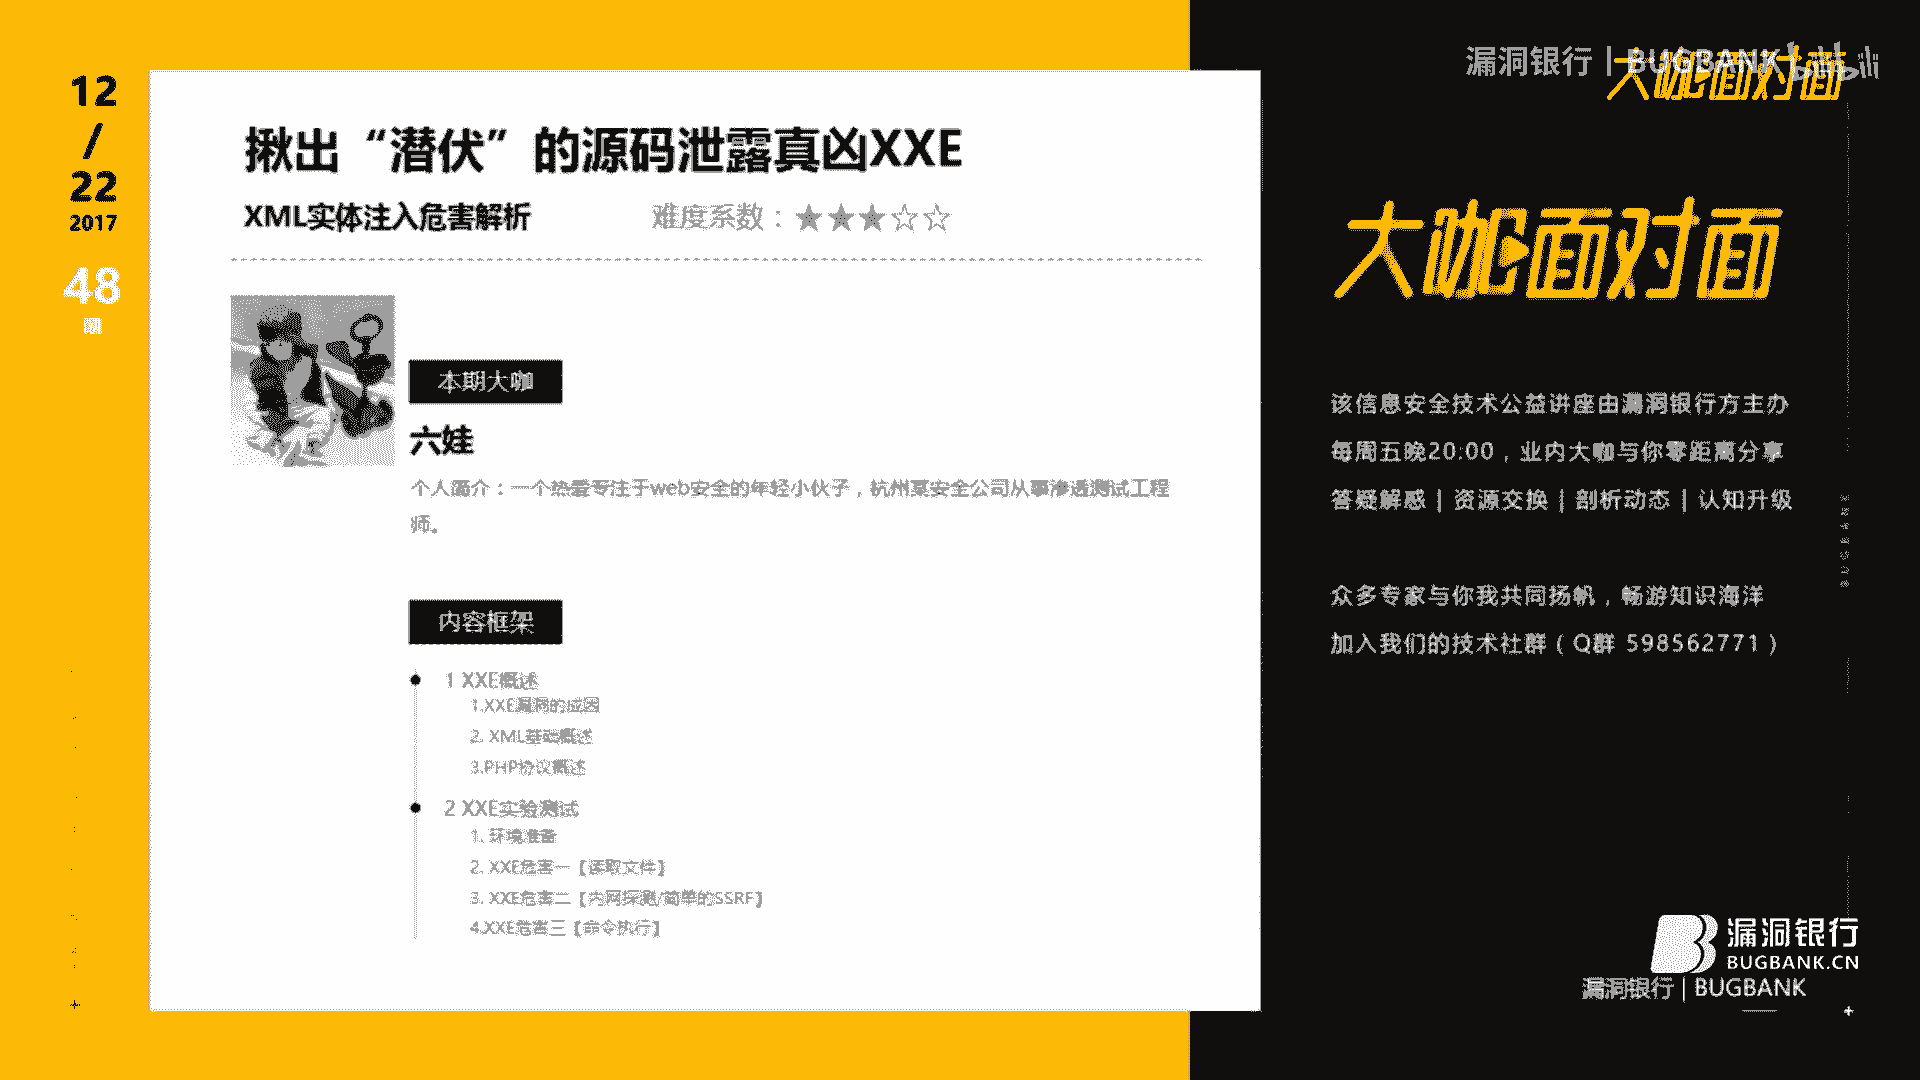 12
/
22
2017
48
期
揪出“潜伏”的源码泄露真凶XXE
XML实体注入危害解析
难度系数：★★★☆☆
本期大咖
六娃
个人简介：一个热爱专注于web安全的年轻小伙子，杭州某安全公司从事渗透测试工程
师。
内容框架
1 XXE概述
1.XXE漏洞的成因
2. XML基础概述
3.PHP协议概述
2 XXE实验测试
1. 环境准备
2. XXE危害一【读取文件】
3. XXE危害二【内网探测/简单的SSRF】
4.XXE危害三【命令执行】
漏洞银行 | BUGBANK
bilibili
大咖面对面
大咖面对面
该信息安全技术公益讲座由漏洞银行方主办
每周五晚20:00，业内大咖与你零距离分享
答疑解惑 | 资源交换 | 剖析动态 | 认知升级
众多专家与你我共同扬帆，畅游知识海洋
加入我们的技术社群（Q群 598562771）
BUGBANK
漏洞银行
BUGBANK.CN
漏洞银行 | BUGBANK